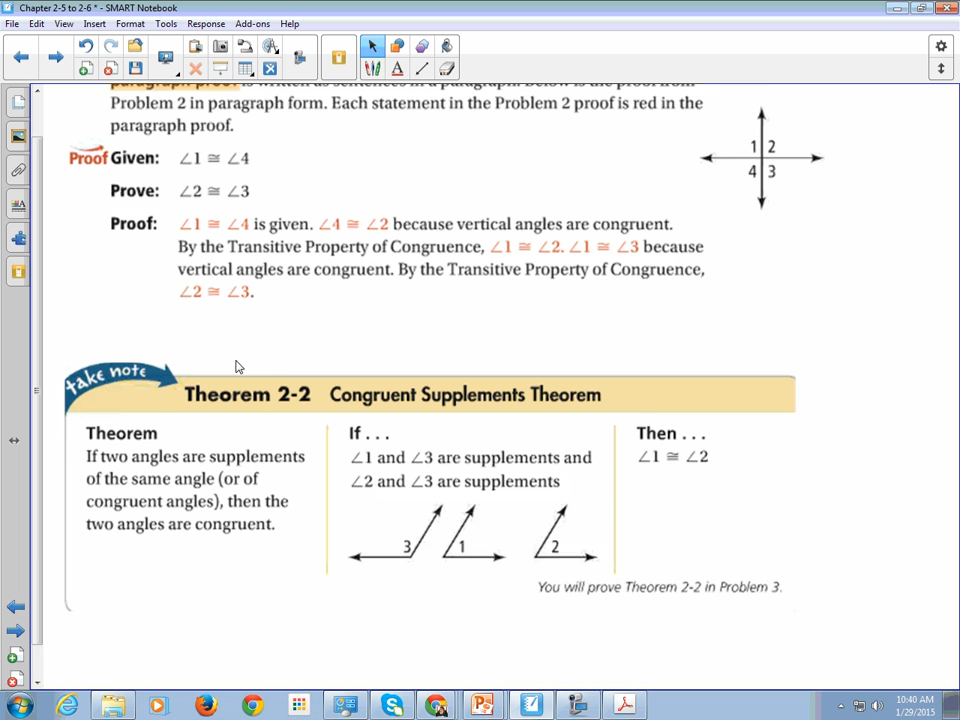 Chapter 2-5 to 2-6 * - SMART Notebook
File Edit View Insert Format Tools Response Add-ons Help
Problem 2 in paragraph form. Each statement in the Problem 2 proof is red in the
paragraph proof.
Proof Given: ∠1 ≅ ∠4
Prove: ∠2 ≅ ∠3
Proof: ∠1 ≅ ∠4 is given. ∠4 ≅ ∠2 because vertical angles are congruent.
By the Transitive Property of Congruence, ∠1 ≅ ∠2. ∠1 ≅ ∠3 because
vertical angles are congruent. By the Transitive Property of Congruence,
∠2 ≅ ∠3.
1 2
4 3
take note
Theorem 2-2 Congruent Supplements Theorem
Theorem
If two angles are supplements
of the same angle (or of
congruent angles), then the
two angles are congruent.
If . . .
∠1 and ∠3 are supplements and
∠2 and ∠3 are supplements
3 1 2
Then . . .
∠1 ≅ ∠2
You will prove Theorem 2-2 in Problem 3.
10:40 AM
1/29/2015